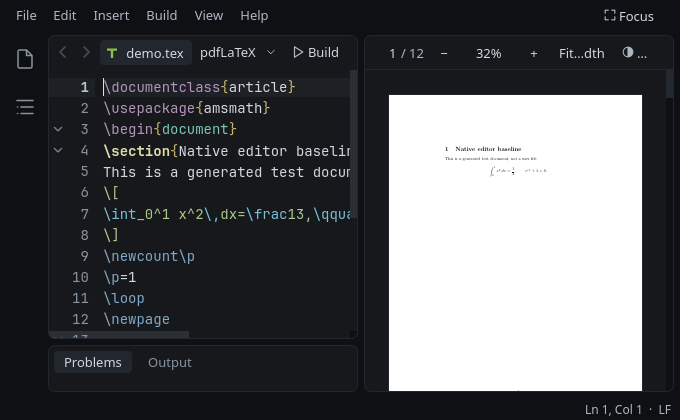 File Edit Insert Build View Help Focus
demo.tex pdfLaTeX Build
1 / 12 − 32% + Fit...dth ...
1 \documentclass{article}
2 \usepackage{amsmath}
3 \begin{document}
4 \section{Native editor baselin
5 This is a generated test docum
6 \[
7 \int_0^1 x^2\,dx=\frac13,\qqua
8 \]
9 \newcount\p
10 \p=1
11 \loop
12 \newpage
1 Native editor baseline
This is a generated test document, not a user file.
Problems Output
Ln 1, Col 1 · LF